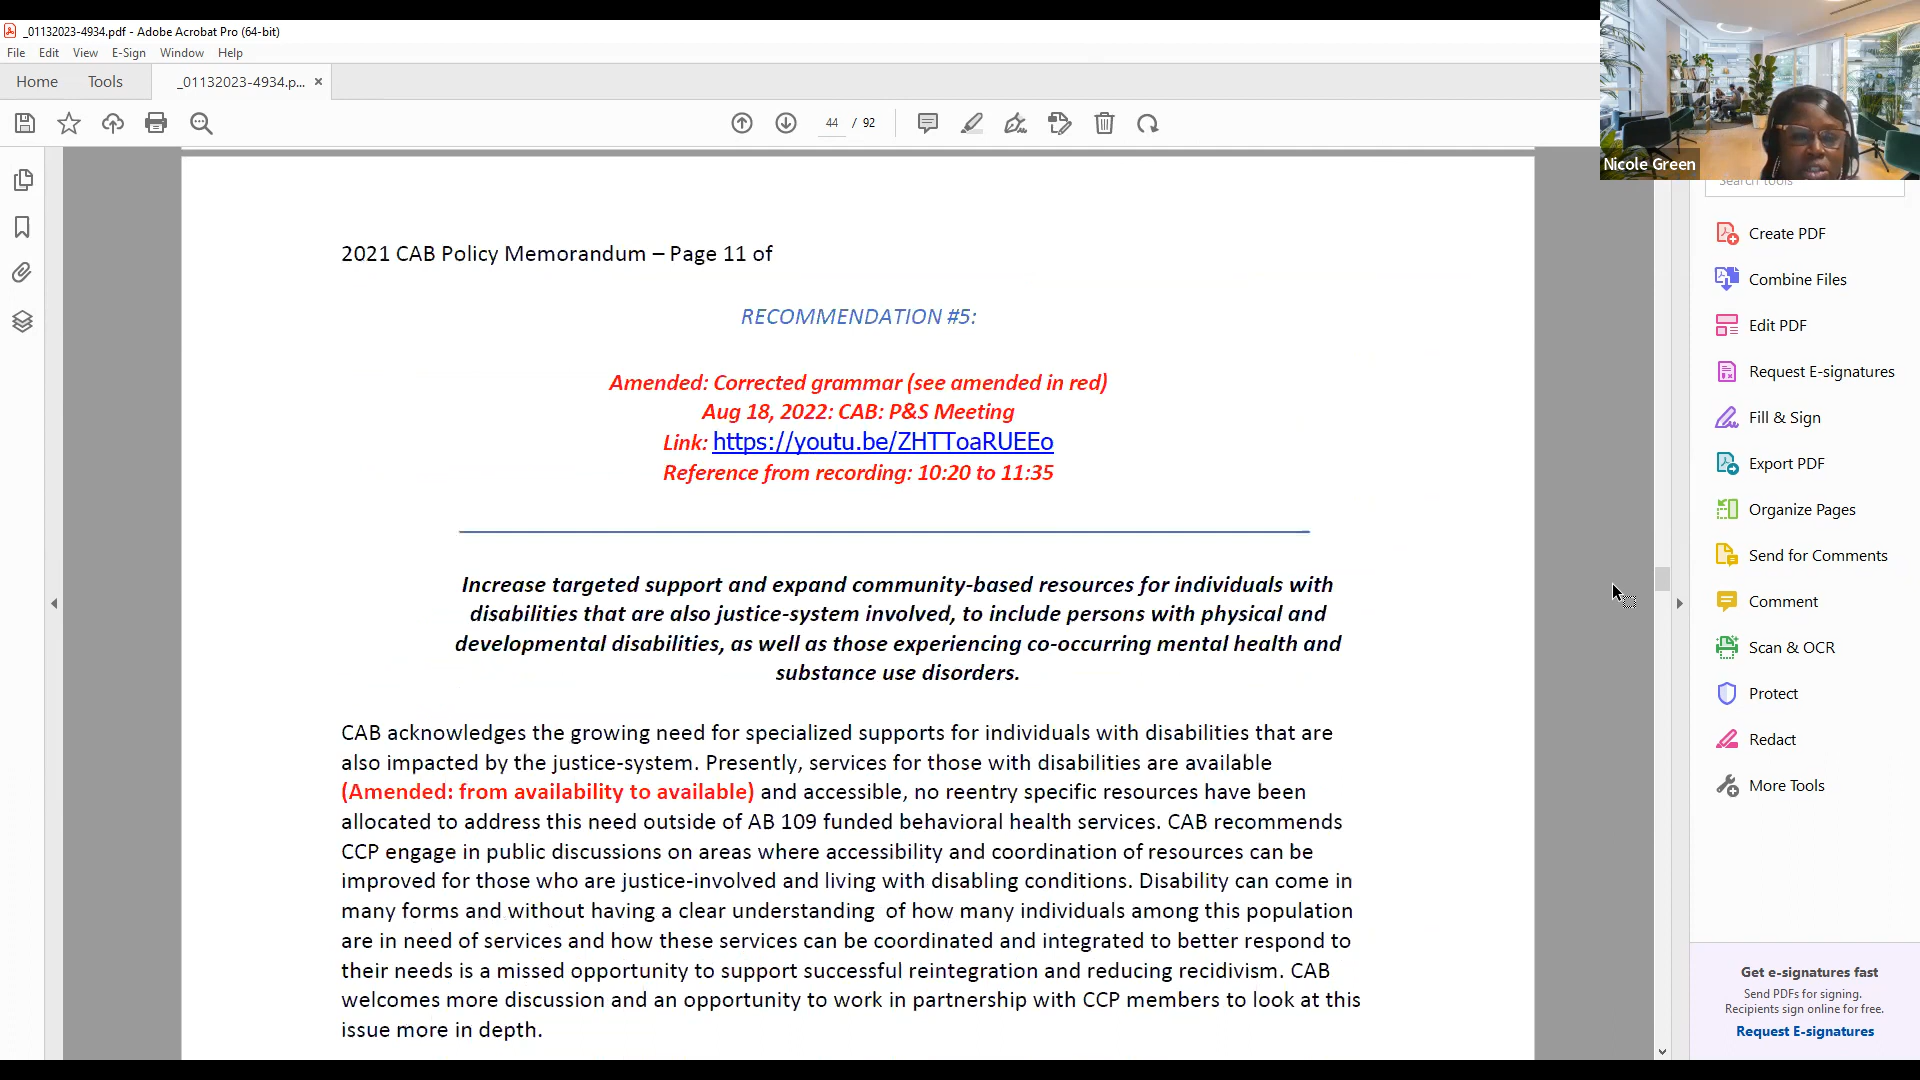 _01132023-4934.pdf - Adobe Acrobat Pro (64-bit)
File Edit View E-Sign Window Help
Home Tools _01132023-4934.p... ×
44 / 92
Nicole Green
Search tools
2021 CAB Policy Memorandum – Page 11 of
RECOMMENDATION #5:
Amended: Corrected grammar (see amended in red)
Aug 18, 2022: CAB: P&S Meeting
Link: https://youtu.be/ZHTToaRUEEo
Reference from recording: 10:20 to 11:35
Increase targeted support and expand community-based resources for individuals with
disabilities that are also justice-system involved, to include persons with physical and
developmental disabilities, as well as those experiencing co-occurring mental health and
substance use disorders.
CAB acknowledges the growing need for specialized supports for individuals with disabilities that are
also impacted by the justice-system. Presently, services for those with disabilities are available
(Amended: from availability to available) and accessible, no reentry specific resources have been
allocated to address this need outside of AB 109 funded behavioral health services. CAB recommends
CCP engage in public discussions on areas where accessibility and coordination of resources can be
improved for those who are justice-involved and living with disabling conditions. Disability can come in
many forms and without having a clear understanding  of how many individuals among this population
are in need of services and how these services can be coordinated and integrated to better respond to
their needs is a missed opportunity to support successful reintegration and reducing recidivism. CAB
welcomes more discussion and an opportunity to work in partnership with CCP members to look at this
issue more in depth.
Create PDF
Combine Files
Edit PDF
Request E-signatures
Fill & Sign
Export PDF
Organize Pages
Send for Comments
Comment
Scan & OCR
Protect
Redact
More Tools
Get e-signatures fast
Send PDFs for signing.
Recipients sign online for free.
Request E-signatures